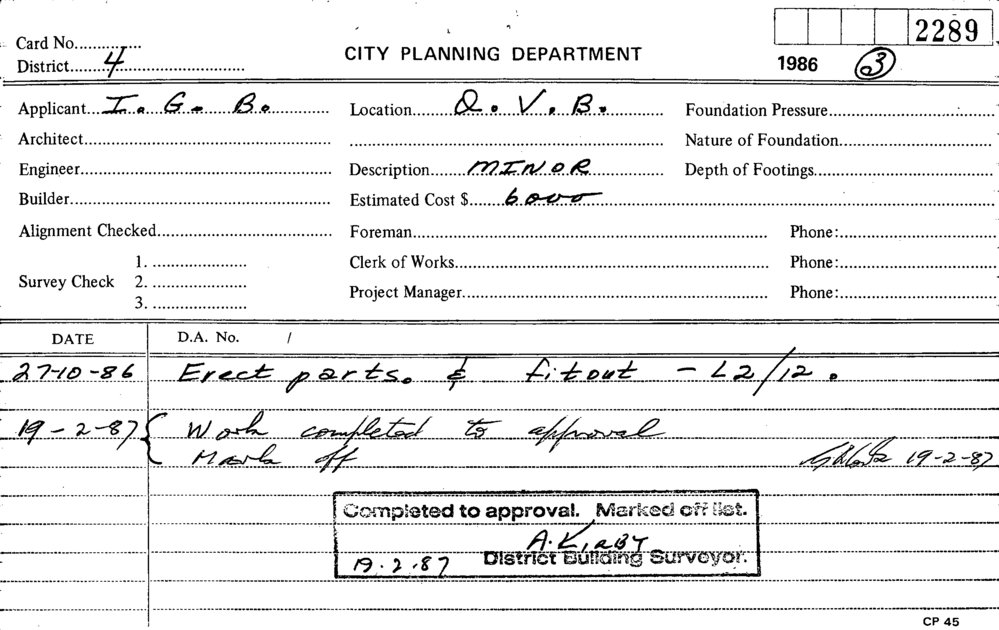 2289
Card No.
CITY PLANNING DEPARTMENT
District 4
1986 3
Applicant I. G. B. Location Q. V. B. Foundation Pressure
Architect Nature of Foundation
Engineer Description MINOR Depth of Footings
Builder Estimated Cost $ 6000
Alignment Checked Foreman Phone:
1. Clerk of Works Phone:
Survey Check 2.
Project Manager Phone:
3.
DATE D.A. No. /
27-10-86 Erect parts. & fitout - L2/12.
19-2-87 { Work completed to approval
Mark off 19-2-87
Completed to approval. Marked off list.
A. KIRBY
19.2.87 District Building Surveyor.
CP 45